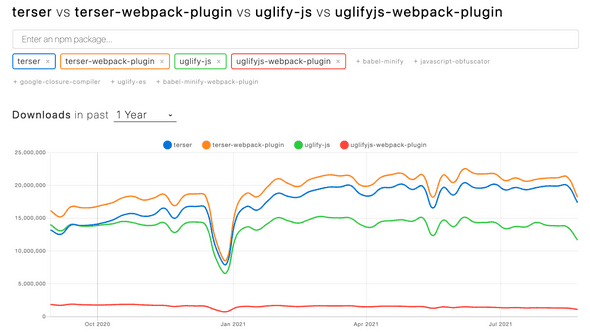 terser vs terser-webpack-plugin vs uglify-js vs uglifyjs-webpack-plugin
Enter an npm package...
terser × terser-webpack-plugin × uglify-js × uglifyjs-webpack-plugin × + babel-minify + javascript-obfuscator
+ google-closure-compiler + uglify-es + babel-minify-webpack-plugin
Downloads in past 1 Year
terser terser-webpack-plugin uglify-js uglifyjs-webpack-plugin
25,000,000
20,000,000
15,000,000
10,000,000
5,000,000
0
Oct 2020 Jan 2021 Apr 2021 Jul 2021